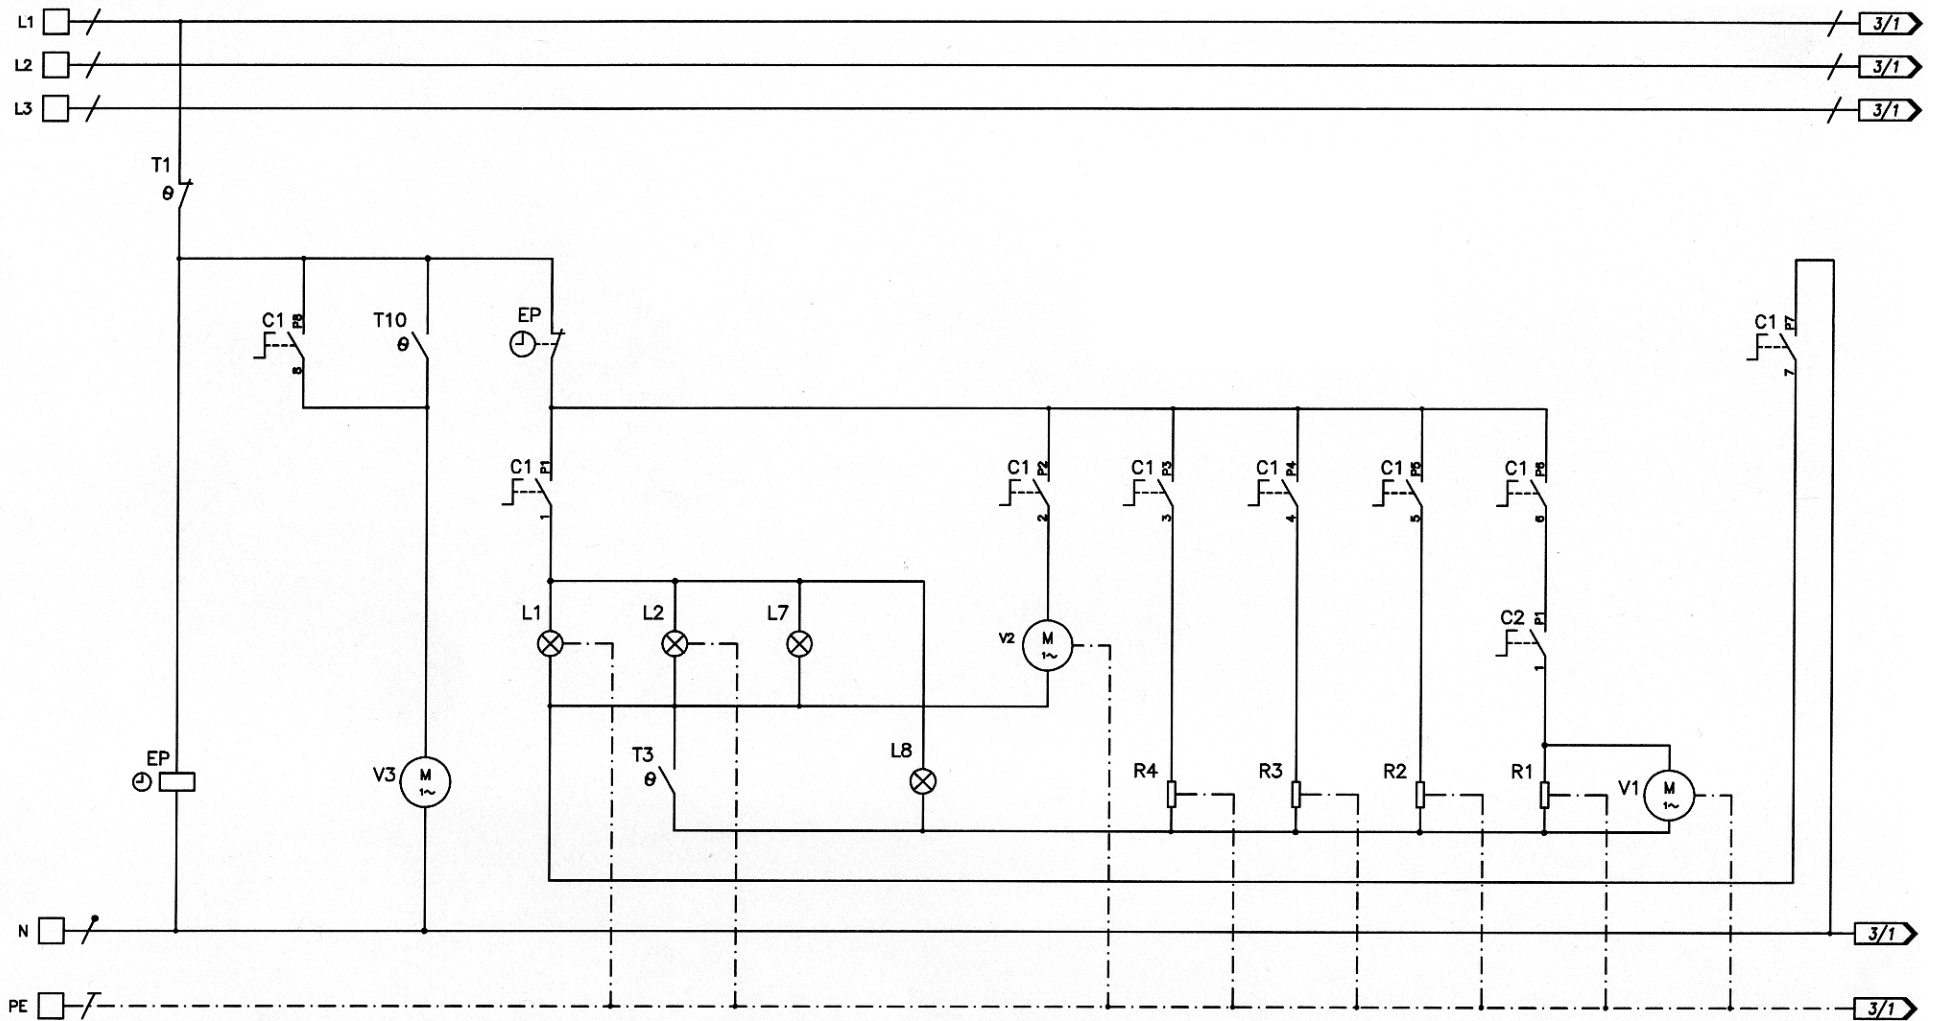 L1 3/1
L2 3/1
L3 3/1
T1
θ
C1 P8 T10 EP C1 P7
θ
8 7
C1 P1 C1 P2 C1 P3 C1 P4 C1 P5 C1 P6
1 2 3 4 5 6
L1 L2 L7 V2 M C2 P1
1~
1
EP V3 M T3 L8 R4 R3 R2 R1 V1 M
1~ θ 1~
N 3/1
PE 3/1